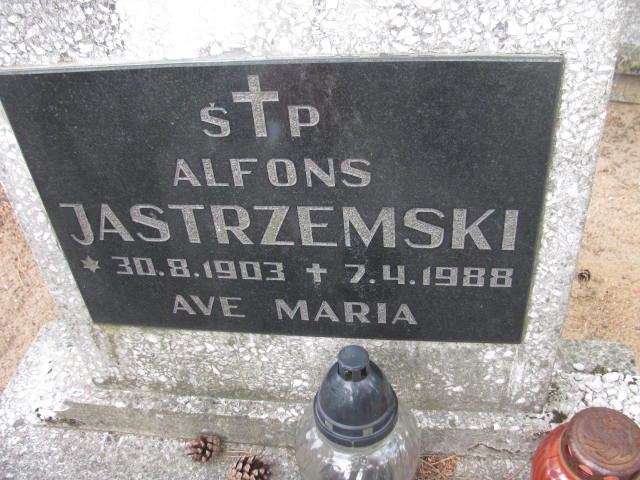 Ś✝P
ALFONS
JASTRZEMSKI
✶ 30.8.1903 ✝ 7.4.1988
AVE MARIA